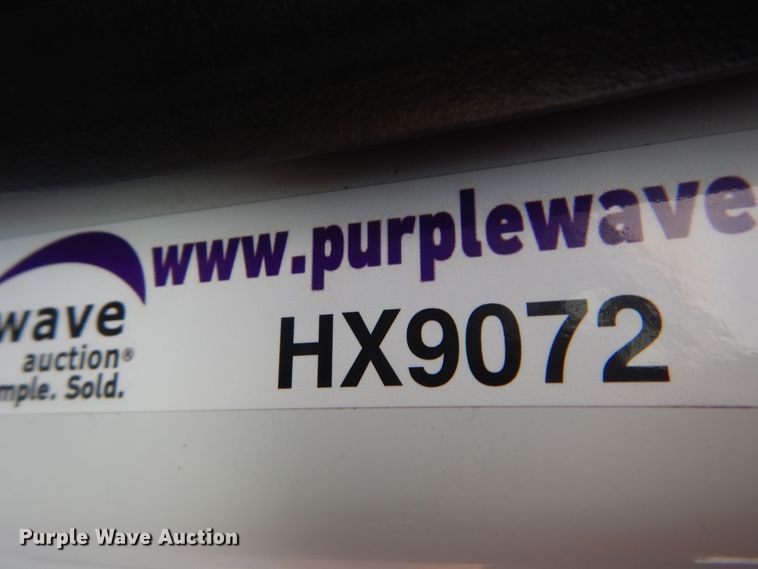 www.purplewave
wave
HX9072
auction®
mple. Sold.
Purple Wave Auction